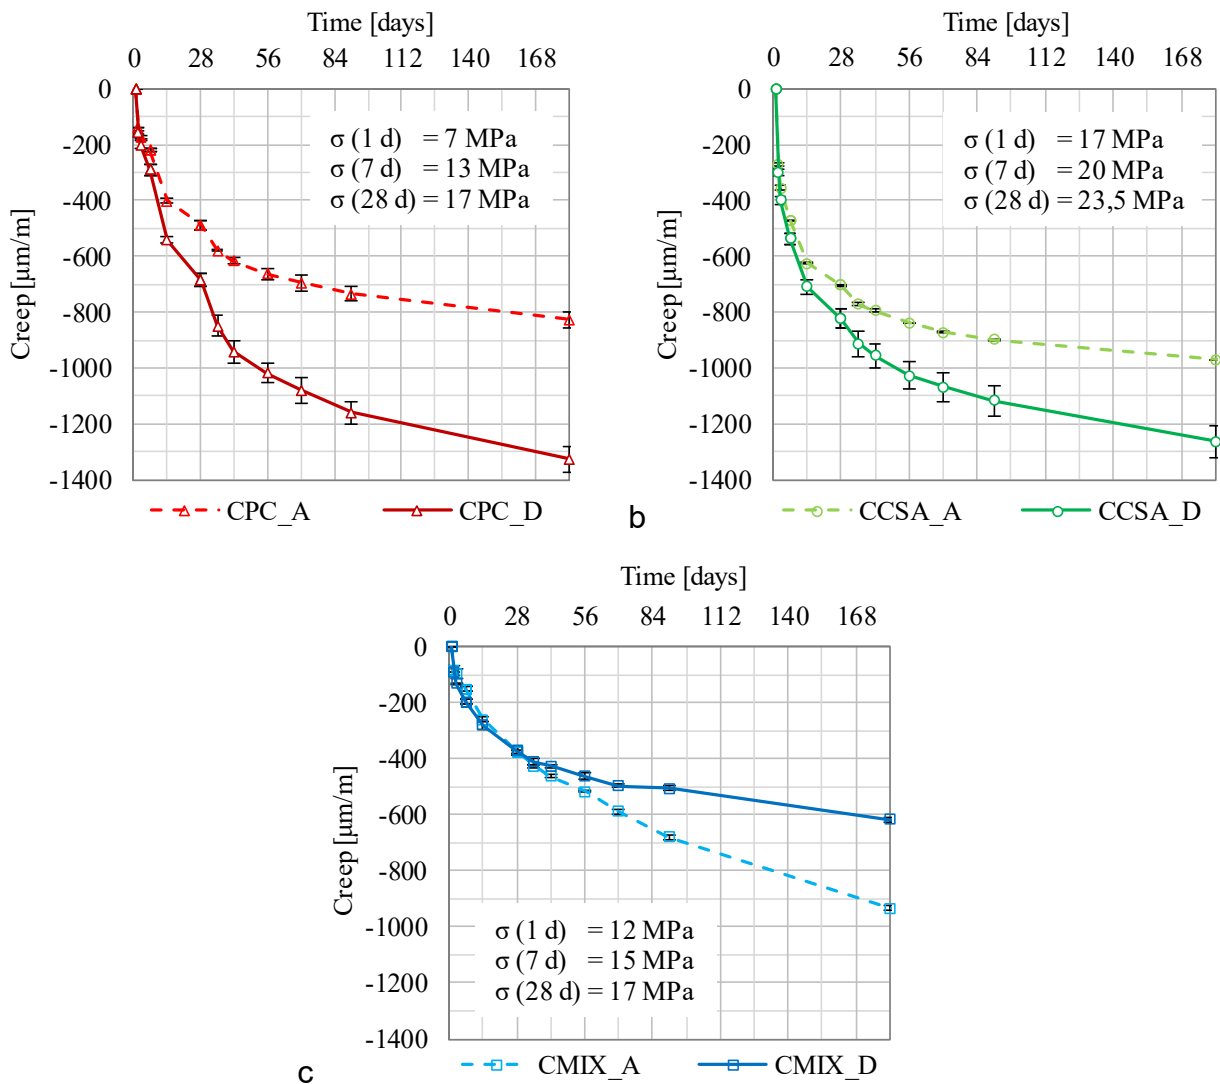 Time [days]
0 28 56 84 112 140 168
0
-200
-400
-600
-800
-1000
-1200
-1400
Creep [µm/m]
σ (1 d) = 7 MPa
σ (7 d) = 13 MPa
σ (28 d) = 17 MPa
CPC_A CPC_D
Time [days]
0 28 56 84 112 140 168
0
-200
-400
-600
-800
-1000
-1200
-1400
Creep [µm/m]
σ (1 d) = 17 MPa
σ (7 d) = 20 MPa
σ (28 d) = 23,5 MPa
b
CCSA_A CCSA_D
Time [days]
0 28 56 84 112 140 168
0
-200
-400
-600
-800
-1000
-1200
-1400
Creep [µm/m]
σ (1 d) = 12 MPa
σ (7 d) = 15 MPa
σ (28 d) = 17 MPa
c
CMIX_A CMIX_D